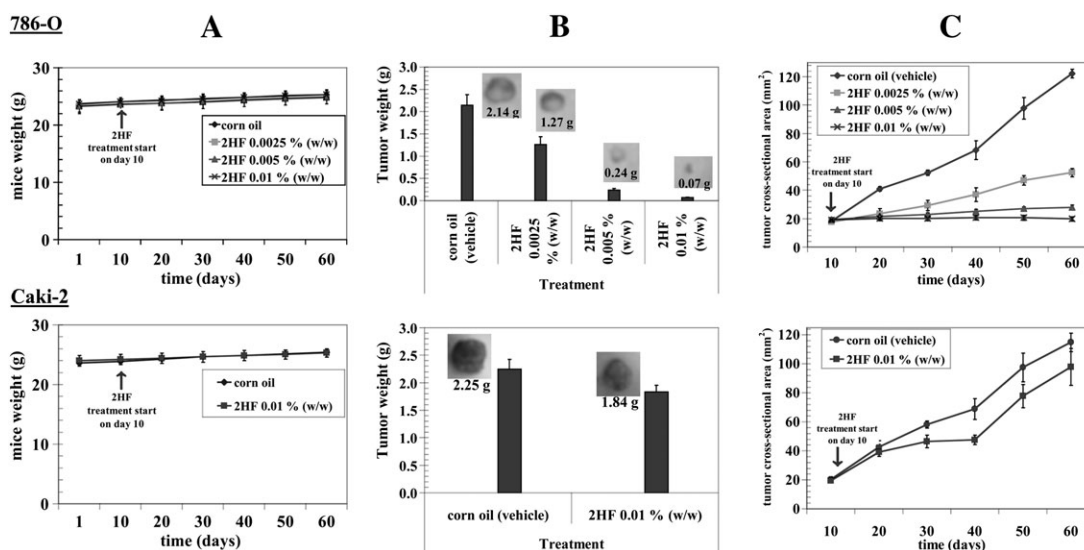 786-O
A
B
C
mice weight (g)
30
20
10
0
2HF
treatment start
on day 10
corn oil
2HF 0.0025 % (w/w)
2HF 0.005 % (w/w)
2HF 0.01 % (w/w)
1 10 20 30 40 50 60
time (days)
Tumor weight (g)
3.0
2.5
2.0
1.5
1.0
0.5
0.0
2.14 g
1.27 g
0.24 g
0.07 g
corn oil
(vehicle)
2HF
0.0025
% (w/w)
2HF
0.005 %
(w/w)
2HF
0.01 %
(w/w)
Treatment
tumor cross-sectional area (mm²)
120
100
80
60
40
20
0
corn oil (vehicle)
2HF 0.0025 % (w/w)
2HF 0.005 % (w/w)
2HF 0.01 % (w/w)
2HF
treatment start
on day 10
10 20 30 40 50 60
time (days)
Caki-2
mice weight (g)
30
20
10
0
2HF
treatment start
on day 10
corn oil
2HF 0.01 % (w/w)
1 10 20 30 40 50 60
time (days)
Tumor weight (g)
3.0
2.5
2.0
1.5
1.0
0.5
0.0
2.25 g
1.84 g
corn oil (vehicle)
2HF 0.01 % (w/w)
Treatment
tumor cross-sectional area (mm²)
120
100
80
60
40
20
0
corn oil (vehicle)
2HF 0.01 % (w/w)
2HF
treatment start
on day 10
10 20 30 40 50 60
time (days)